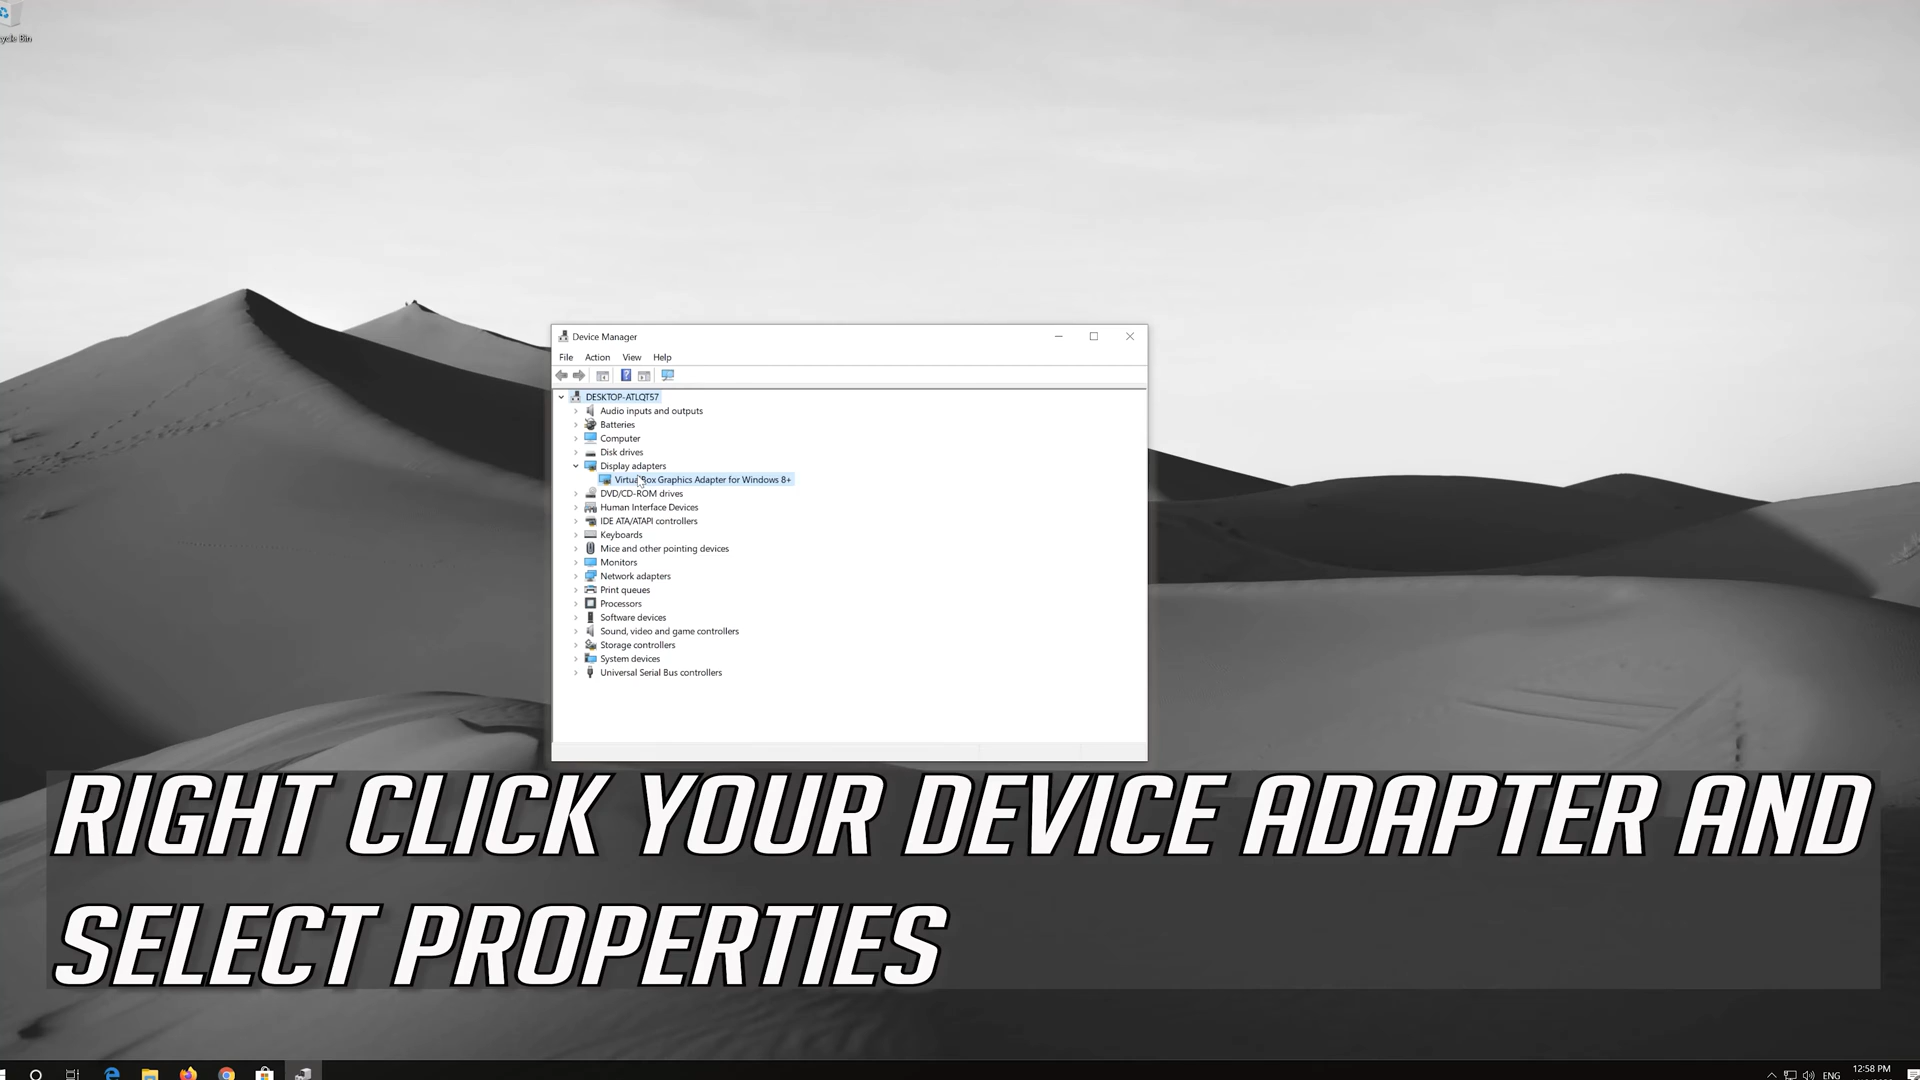 ycle Bin
Device Manager
File Action View Help
DESKTOP-ATLQT57
Audio inputs and outputs
Batteries
Computer
Disk drives
Display adapters
VirtualBox Graphics Adapter for Windows 8+
DVD/CD-ROM drives
Human Interface Devices
IDE ATA/ATAPI controllers
Keyboards
Mice and other pointing devices
Monitors
Network adapters
Print queues
Processors
Software devices
Sound, video and game controllers
Storage controllers
System devices
Universal Serial Bus controllers
RIGHT CLICK YOUR DEVICE ADAPTER AND
SELECT PROPERTIES
ENG
12:58 PM